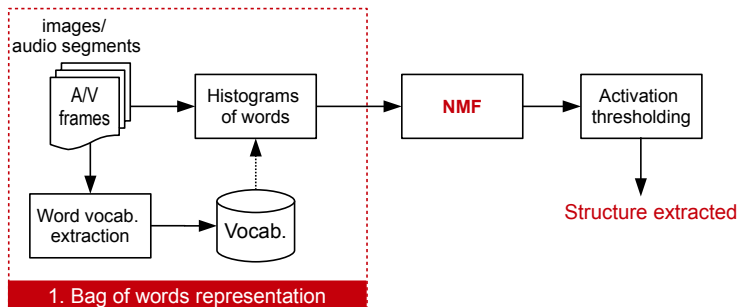 images/
audio segments
A/V
frames
Histograms
of words
NMF
Activation
thresholding
Word vocab.
extraction
Vocab.
Structure extracted
1. Bag of words representation